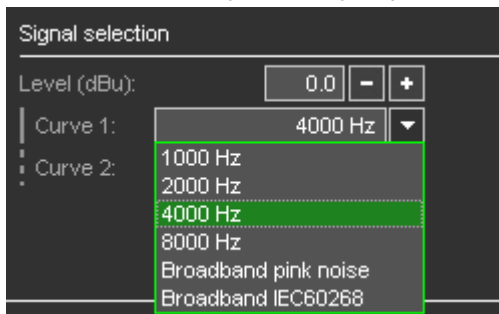 Signal selection
Level (dBu): 0.0 - +
Curve 1: 4000 Hz
Curve 2:
1000 Hz
2000 Hz
4000 Hz
8000 Hz
Broadband pink noise
Broadband IEC60268